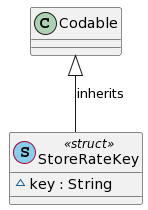 C Codable
inherits
S «struct»
StoreRateKey
~ key : String